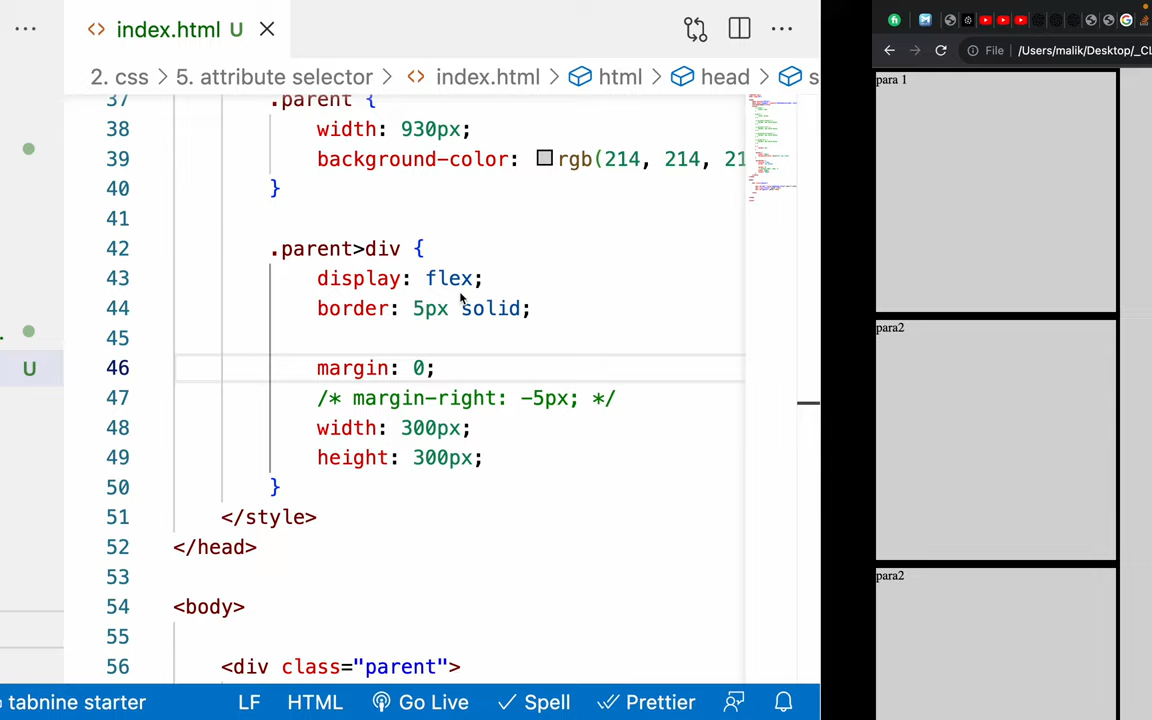 index.html U
2. css > 5. attribute selector > index.html > html > head > s
37 .parent {
38 width: 930px;
39 background-color: rgb(214, 214, 21
40 }
41
42 .parent>div {
43 display: flex;
44 border: 5px solid;
45
46 margin: 0;
47 /* margin-right: -5px; */
48 width: 300px;
49 height: 300px;
50 }
51 </style>
52 </head>
53
54 <body>
55
56 <div class="parent">
U
tabnine starter LF HTML Go Live Spell Prettier
File /Users/malik/Desktop/_CL
para 1
para2
para2